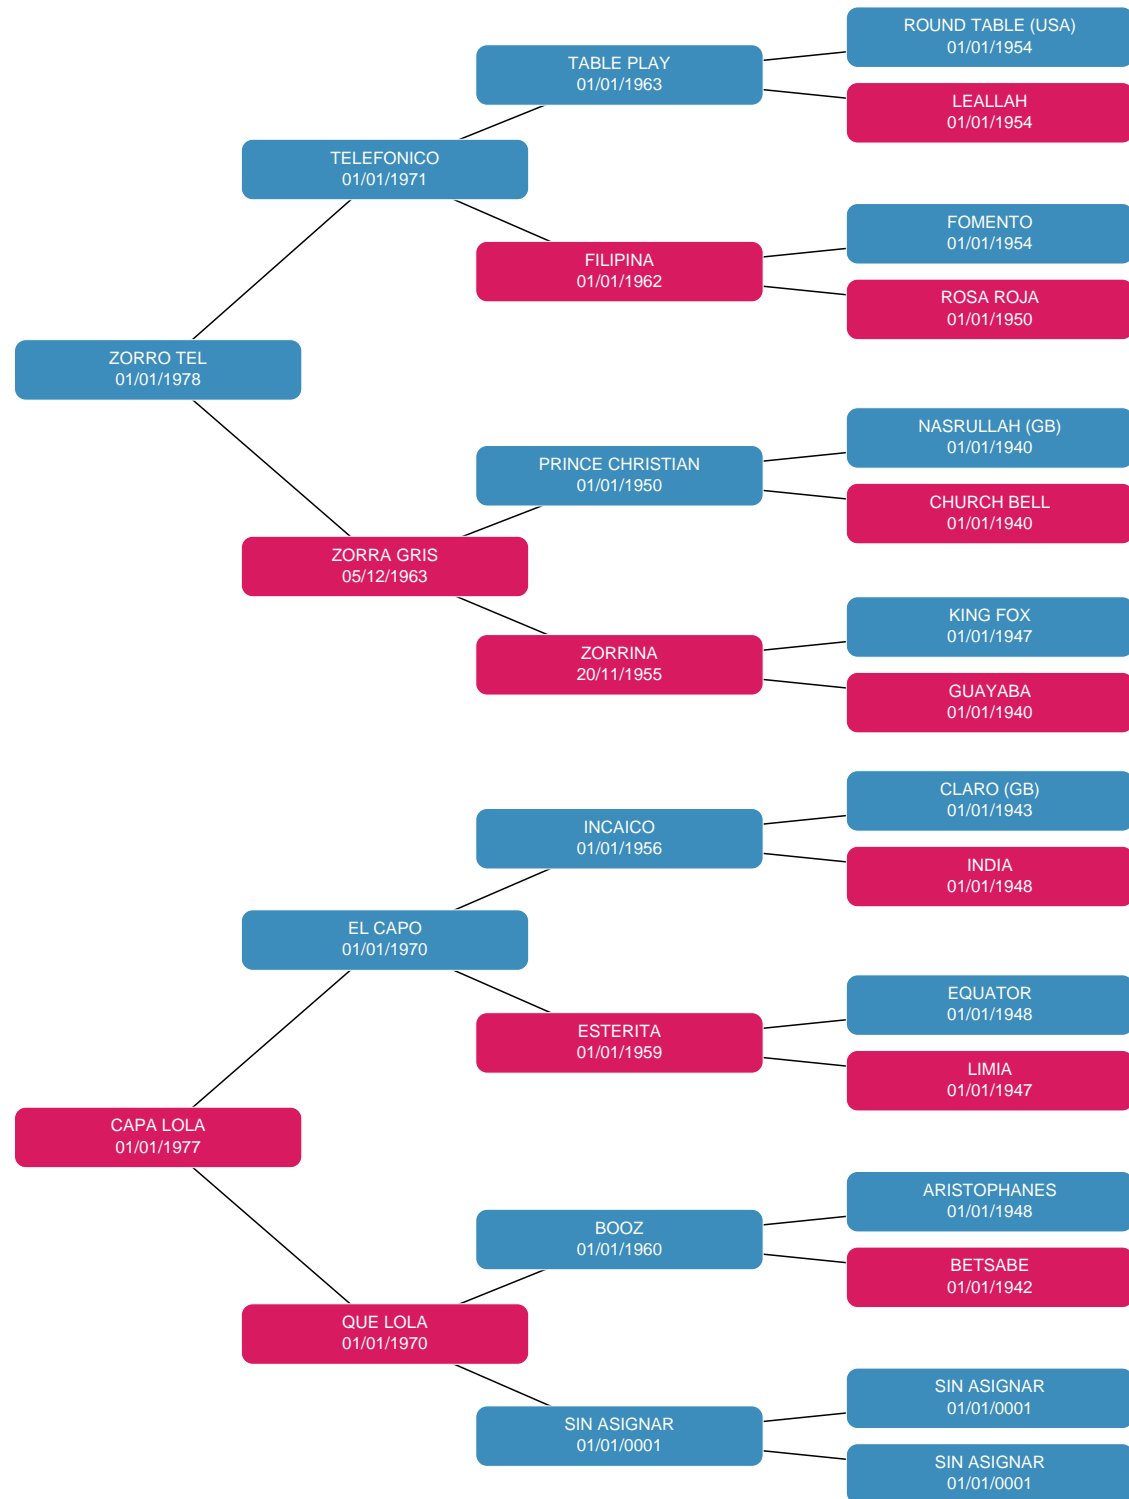 ROUND TABLE (USA)
01/01/1954
TABLE PLAY
01/01/1963
LEALLAH
01/01/1954
TELEFONICO
01/01/1971
FOMENTO
01/01/1954
FILIPINA
01/01/1962
ROSA ROJA
01/01/1950
ZORRO TEL
01/01/1978
NASRULLAH (GB)
01/01/1940
PRINCE CHRISTIAN
01/01/1950
CHURCH BELL
01/01/1940
ZORRA GRIS
05/12/1963
KING FOX
01/01/1947
ZORRINA
20/11/1955
GUAYABA
01/01/1940
CLARO (GB)
01/01/1943
INCAICO
01/01/1956
INDIA
01/01/1948
EL CAPO
01/01/1970
EQUATOR
01/01/1948
ESTERITA
01/01/1959
LIMIA
01/01/1947
CAPA LOLA
01/01/1977
ARISTOPHANES
01/01/1948
BOOZ
01/01/1960
BETSABE
01/01/1942
QUE LOLA
01/01/1970
SIN ASIGNAR
01/01/0001
SIN ASIGNAR
01/01/0001
SIN ASIGNAR
01/01/0001